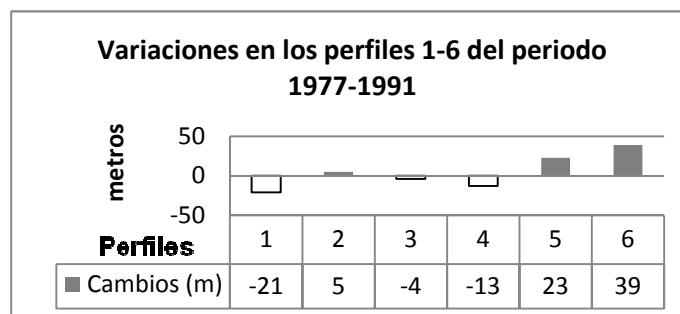 Variaciones en los perfiles 1-6 del periodo
1977-1991
metros
50
0
-50
Perfiles 1 2 3 4 5 6
Cambios (m) -21 5 -4 -13 23 39